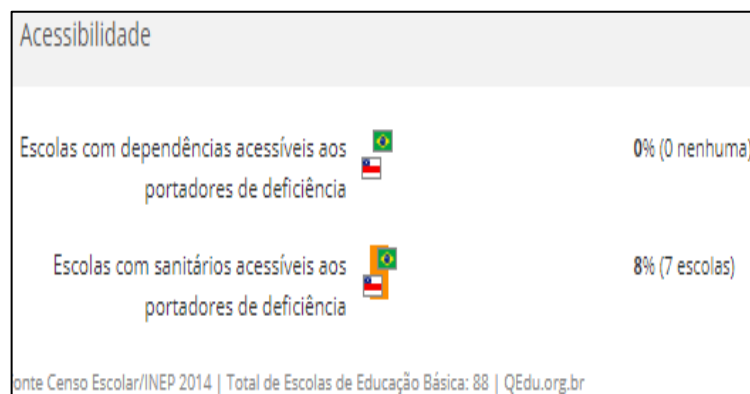 Acessibilidade
Escolas com dependências acessíveis aos
portadores de deficiência
0% (0 nenhuma)
Escolas com sanitários acessíveis aos
portadores de deficiência
8% (7 escolas)
onte Censo Escolar/INEP 2014 | Total de Escolas de Educação Básica: 88 | QEdu.org.br